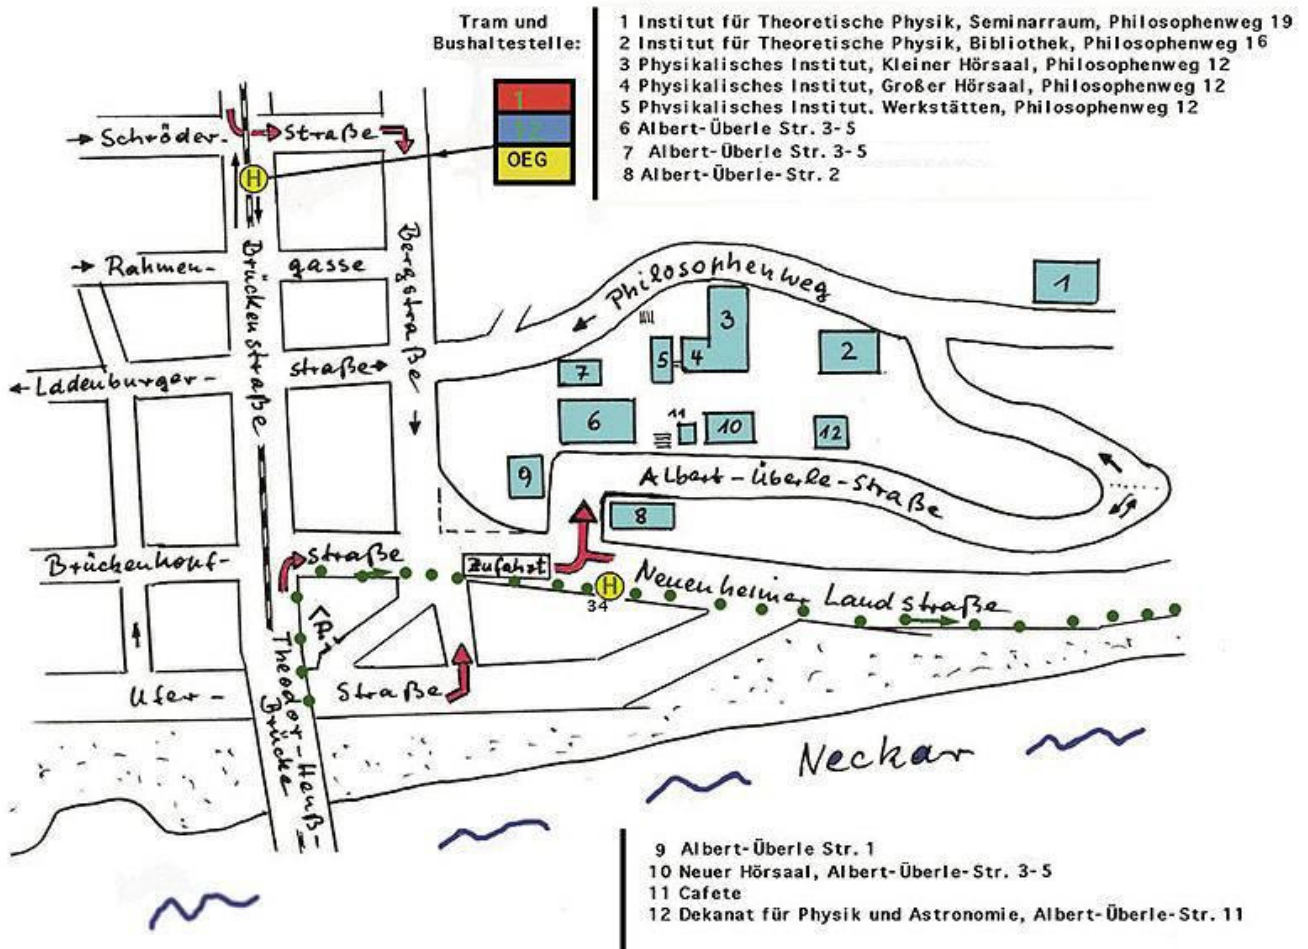 Tram und
Bushaltestelle:
1
12
OEG
1 Institut für Theoretische Physik, Seminarraum, Philosophenweg 19
2 Institut für Theoretische Physik, Bibliothek, Philosophenweg 16
3 Physikalisches Institut, Kleiner Hörsaal, Philosophenweg 12
4 Physikalisches Institut, Großer Hörsaal, Philosophenweg 12
5 Physikalisches Institut, Werkstätten, Philosophenweg 12
6 Albert-Überle Str. 3-5
7 Albert-Überle Str. 3-5
8 Albert-Überle-Str. 2
Schröder- Straße
H
Rahmen- gasse
Brückenstraße
Bergstraße
Philosophenweg
1
3
2
5
4
7
Ladenburger- straße
6
11
10
12
9
Albert-Überle-Straße
8
Brückenkopf- straße
Zufahrt
H
34
Neuenheimer Landstraße
Ufer- Straße
Theodor-Heuß-
Brücke
Neckar
9 Albert-Überle Str. 1
10 Neuer Hörsaal, Albert-Überle-Str. 3-5
11 Cafete
12 Dekanat für Physik und Astronomie, Albert-Überle-Str. 11